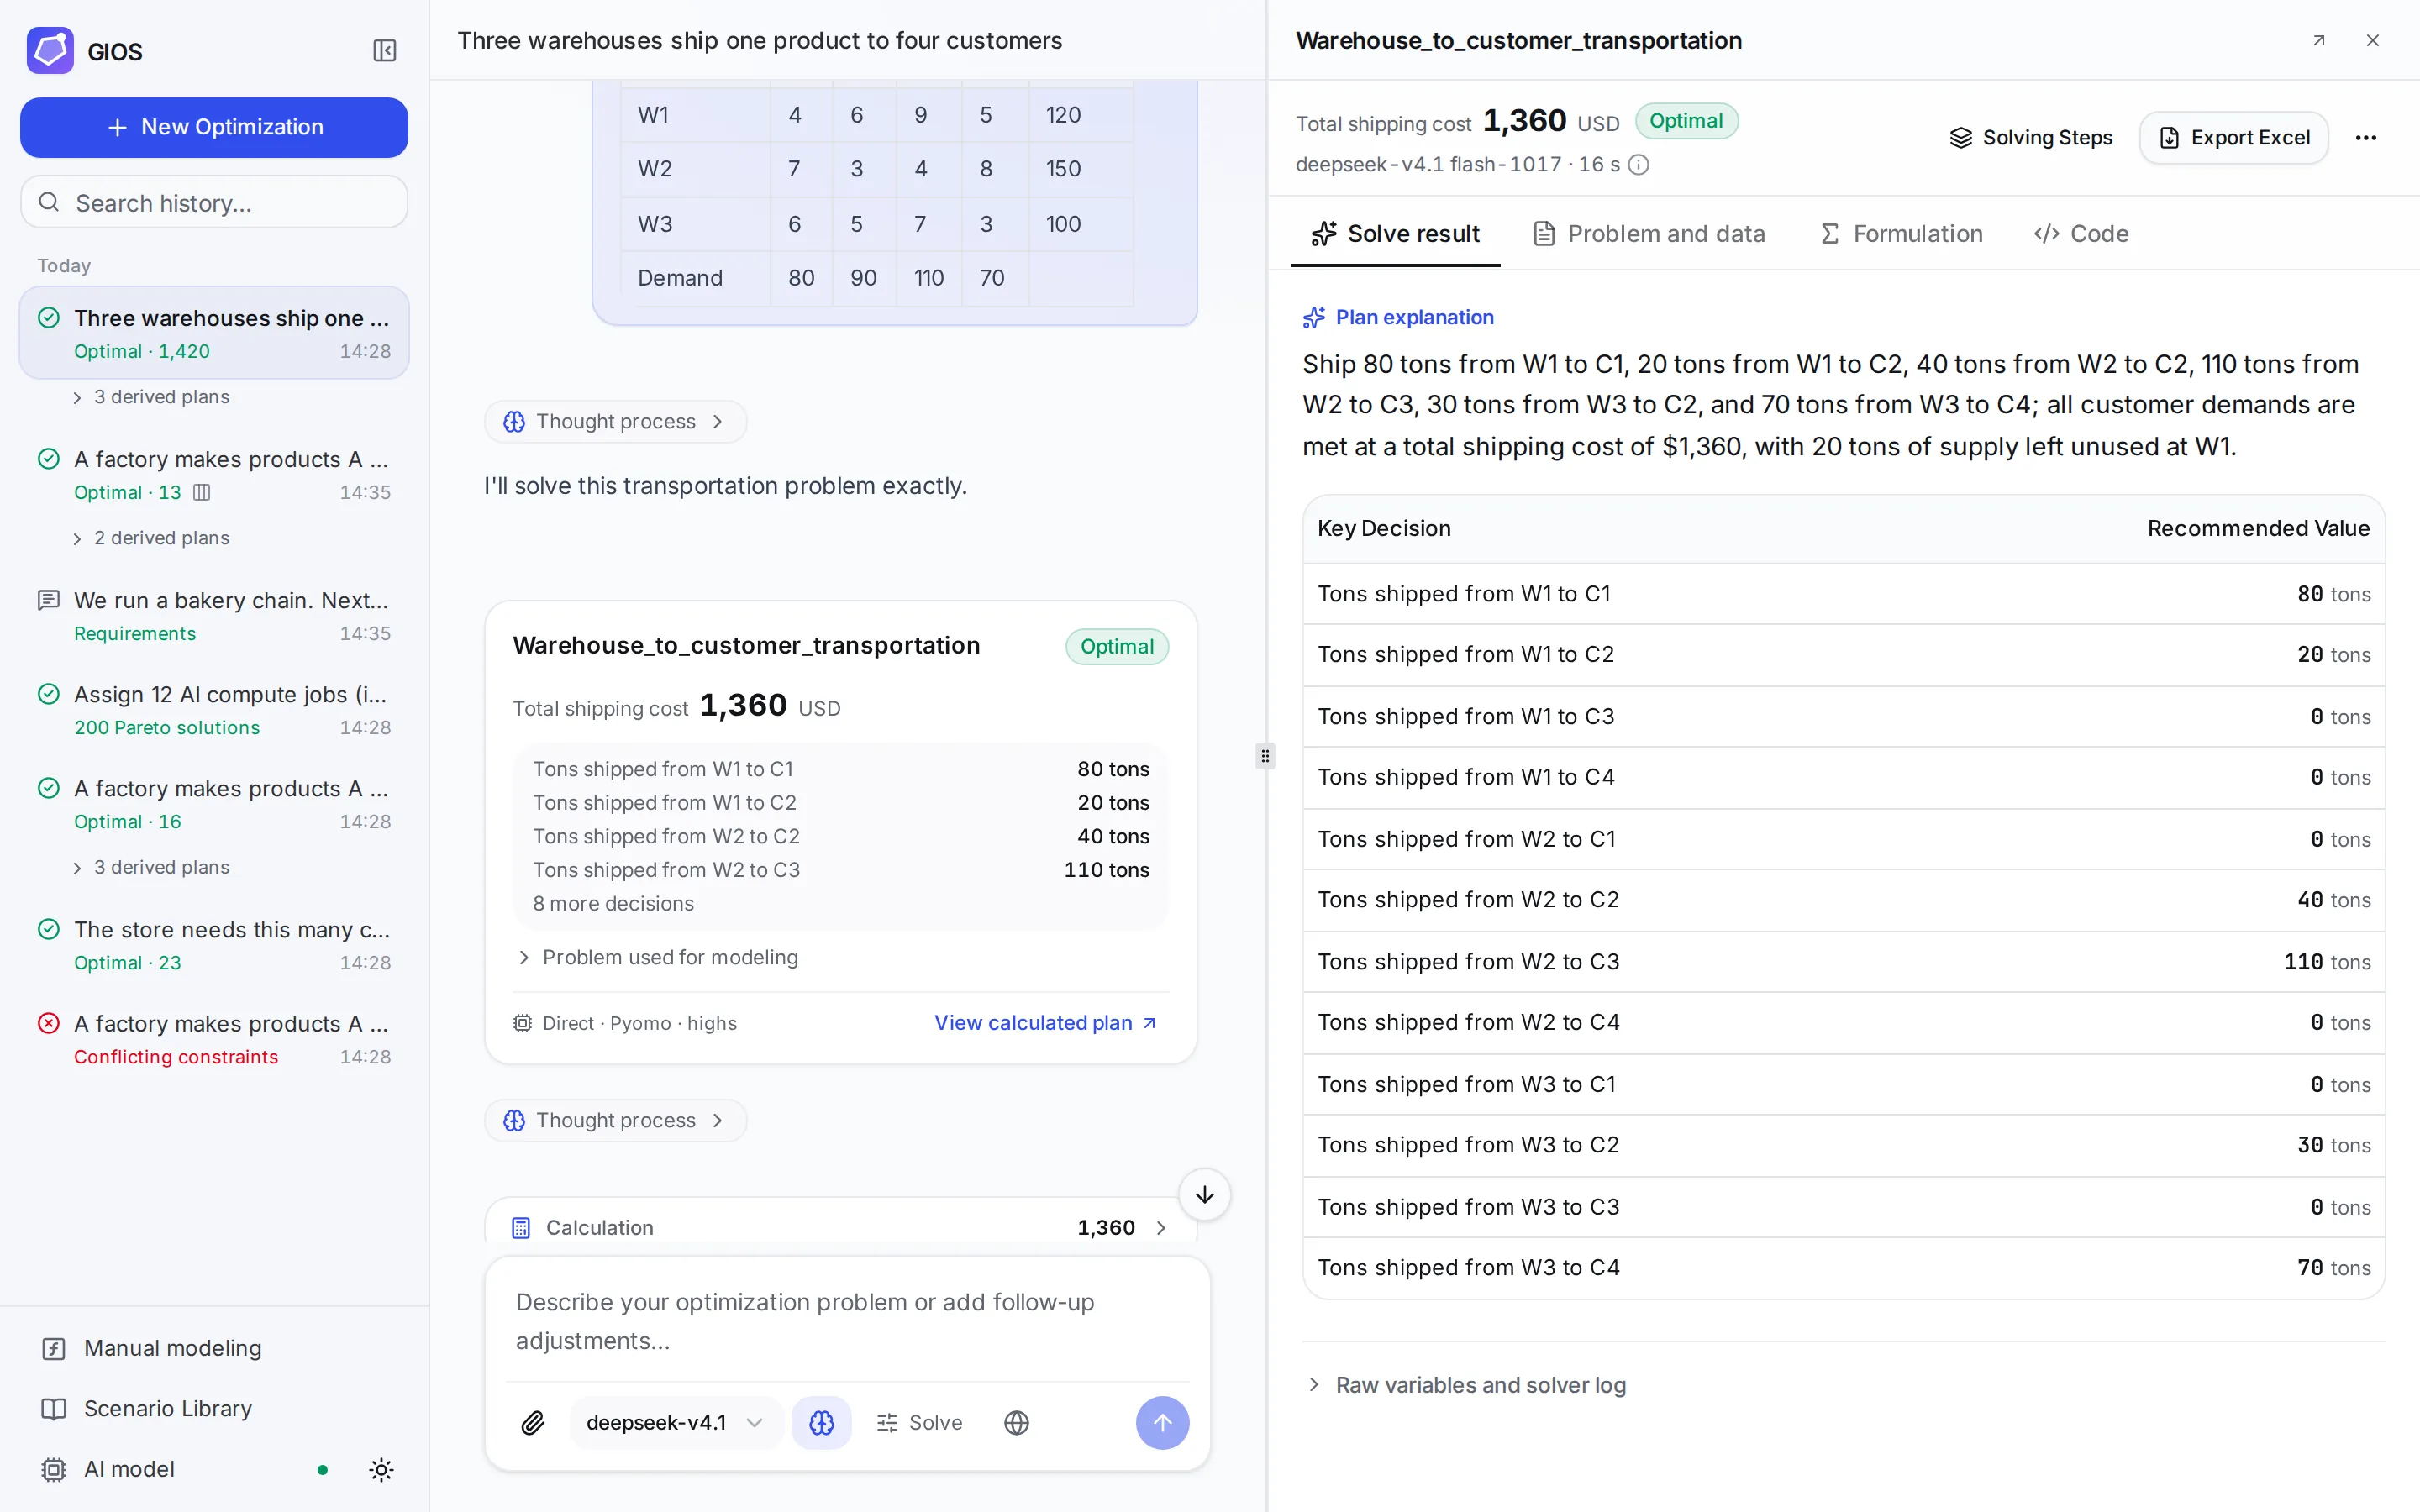 GIOS
New Optimization
Search history...
Today
Three warehouses ship one ...
Optimal · 1,420 14:28
3 derived plans
A factory makes products A ...
Optimal · 13 14:35
2 derived plans
We run a bakery chain. Next...
Requirements 14:35
Assign 12 AI compute jobs (i...
200 Pareto solutions 14:28
A factory makes products A ...
Optimal · 16 14:28
3 derived plans
The store needs this many c...
Optimal · 23 14:28
A factory makes products A ...
Conflicting constraints 14:28
Manual modeling
Scenario Library
AI model
Three warehouses ship one product to four customers
W1 4 6 9 5 120
W2 7 3 4 8 150
W3 6 5 7 3 100
Demand 80 90 110 70
Thought process
I'll solve this transportation problem exactly.
Warehouse_to_customer_transportation Optimal
Total shipping cost 1,360 USD
Tons shipped from W1 to C1 80 tons
Tons shipped from W1 to C2 20 tons
Tons shipped from W2 to C2 40 tons
Tons shipped from W2 to C3 110 tons
8 more decisions
Problem used for modeling
Direct · Pyomo · highs View calculated plan
Thought process
Calculation 1,360
Describe your optimization problem or add follow-up
adjustments...
deepseek-v4.1 Solve
Warehouse_to_customer_transportation
Total shipping cost 1,360 USD Optimal
deepseek-v4.1 flash-1017 · 16 s
Solving Steps Export Excel
Solve result Problem and data Formulation Code
Plan explanation
Ship 80 tons from W1 to C1, 20 tons from W1 to C2, 40 tons from W2 to C2, 110 tons from
W2 to C3, 30 tons from W3 to C2, and 70 tons from W3 to C4; all customer demands are
met at a total shipping cost of $1,360, with 20 tons of supply left unused at W1.
Key Decision Recommended Value
Tons shipped from W1 to C1 80 tons
Tons shipped from W1 to C2 20 tons
Tons shipped from W1 to C3 0 tons
Tons shipped from W1 to C4 0 tons
Tons shipped from W2 to C1 0 tons
Tons shipped from W2 to C2 40 tons
Tons shipped from W2 to C3 110 tons
Tons shipped from W2 to C4 0 tons
Tons shipped from W3 to C1 0 tons
Tons shipped from W3 to C2 30 tons
Tons shipped from W3 to C3 0 tons
Tons shipped from W3 to C4 70 tons
Raw variables and solver log